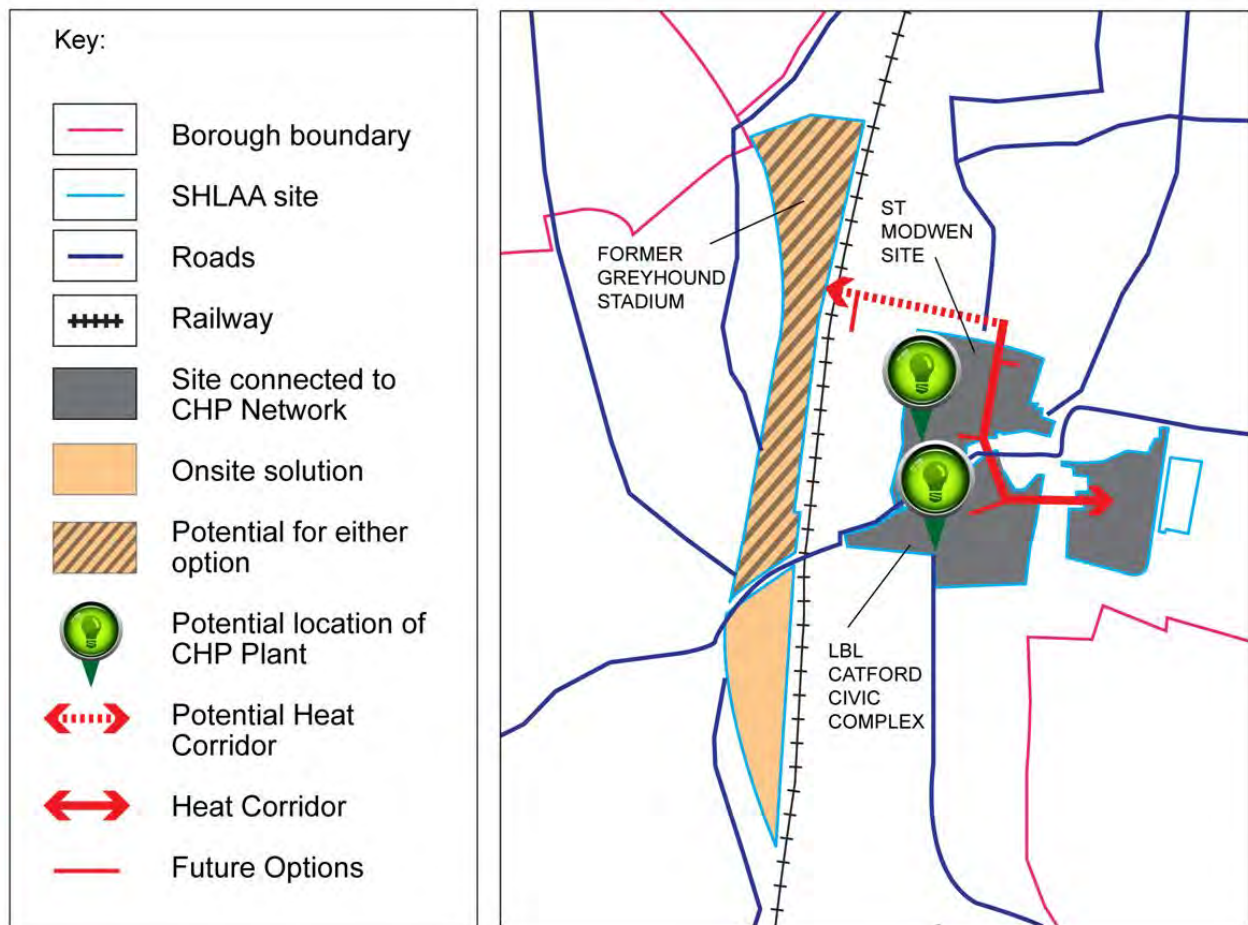 Key:
Borough boundary
SHLAA site
Roads
Railway
Site connected to
CHP Network
Onsite solution
Potential for either
option
Potential location of
CHP Plant
Potential Heat
Corridor
Heat Corridor
Future Options
FORMER
GREYHOUND
STADIUM
ST
MODWEN
SITE
LBL
CATFORD
CIVIC
COMPLEX